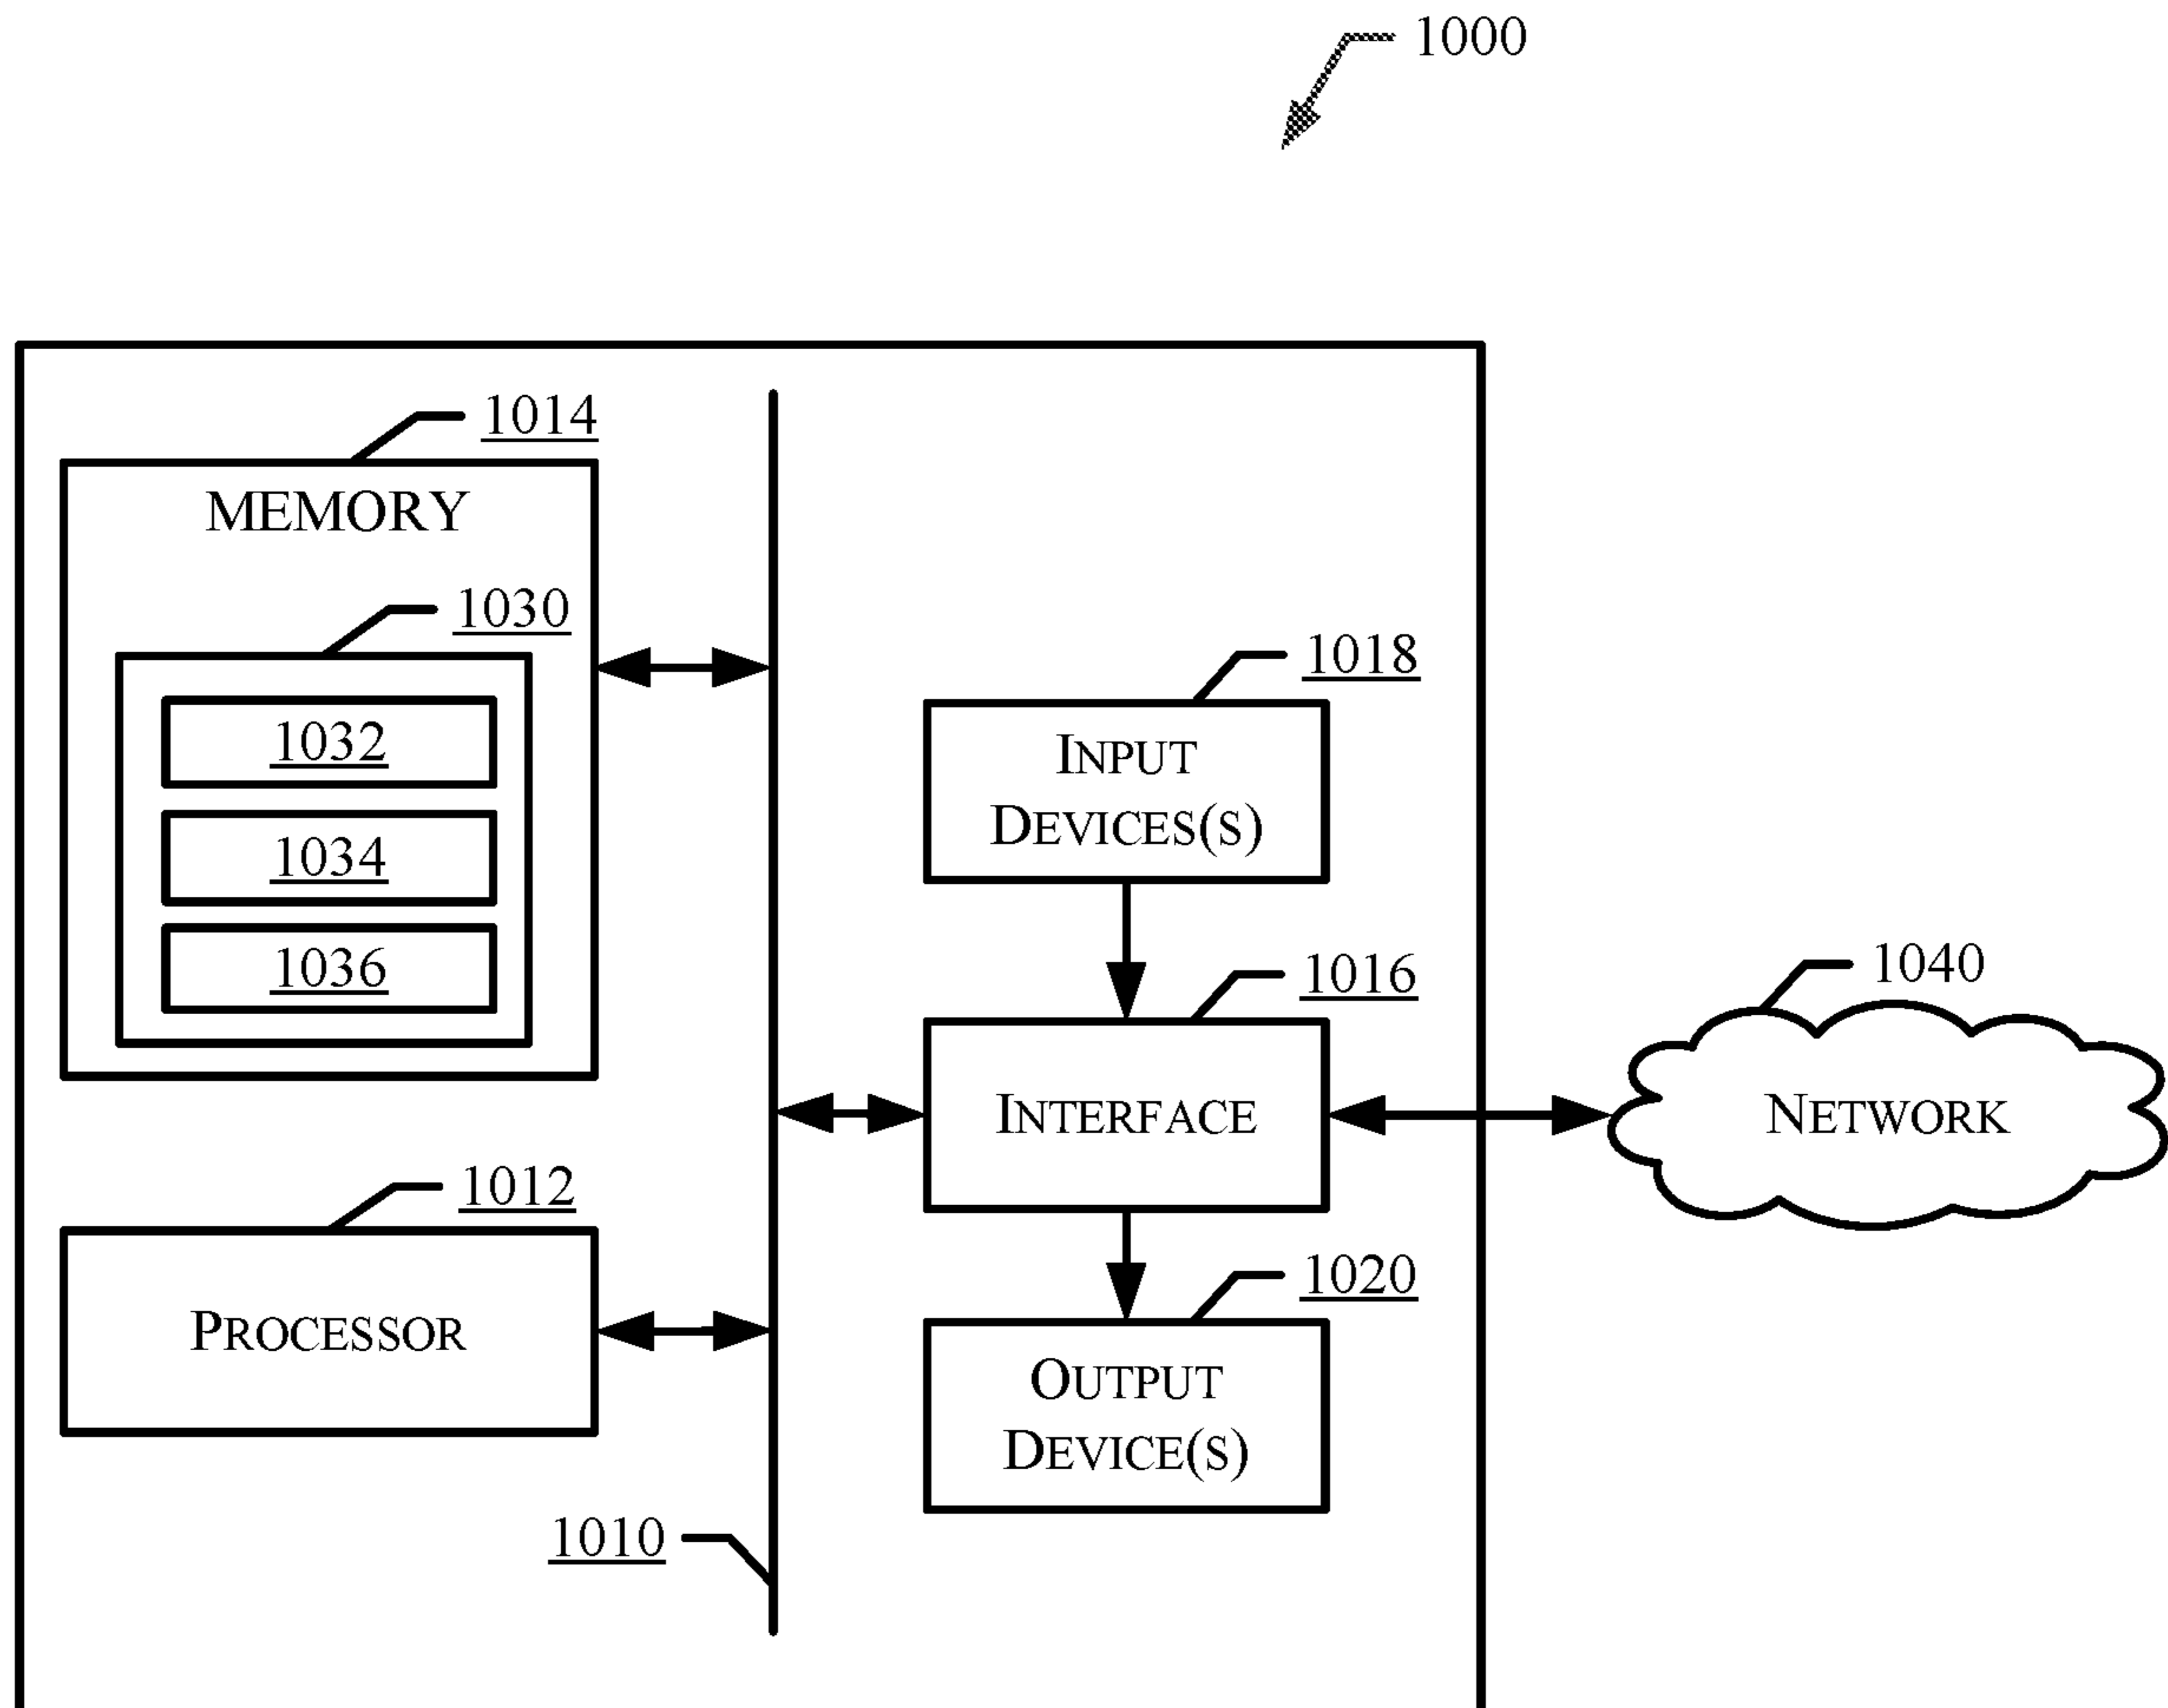 1000
1014
MEMORY
1030
1032
1034
1036
1018
INPUT
DEVICES(S)
1016
INTERFACE
1040
NETWORK
1012
PROCESSOR
1020
OUTPUT
DEVICE(S)
1010